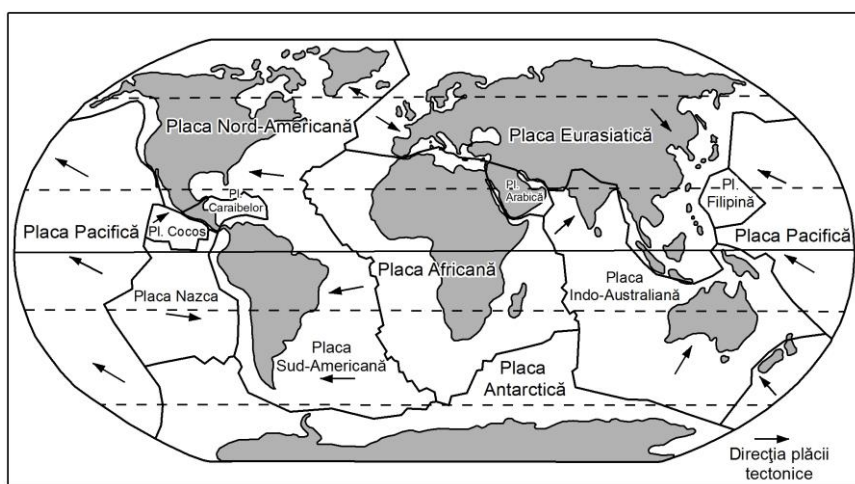 Placa Nord-Americană
Placa Eurasiatică
Pl.
Caraibelor
Pl.
Arabică
Pl.
Filipină
Placa Pacifică
Pl. Cocos
Placa Pacifică
Placa Africană
Placa Nazca
Placa
Indo-Australiană
Placa
Sud-Americană
Placa
Antarctică
Direcţia plăcii
tectonice